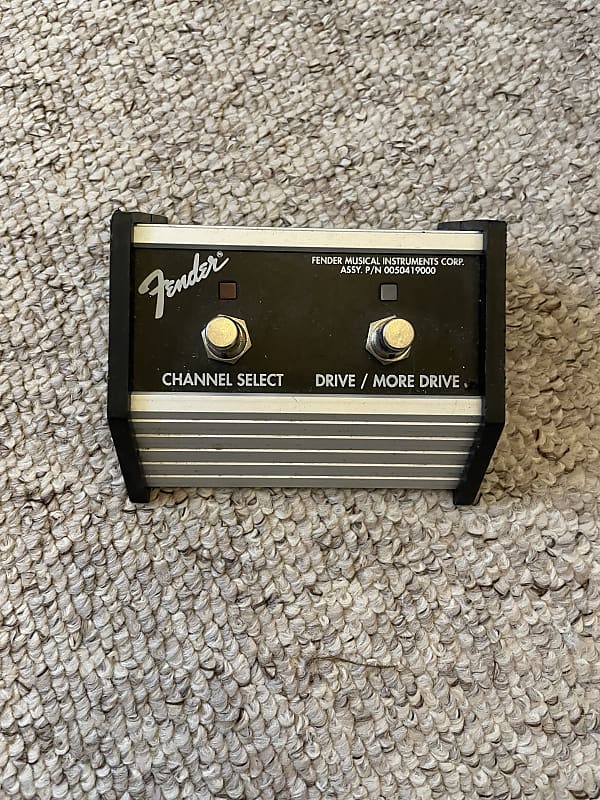 Fender®
FENDER MUSICAL INSTRUMENTS CORP.
ASSY. P/N 0050419000
CHANNEL SELECT
DRIVE / MORE DRIVE